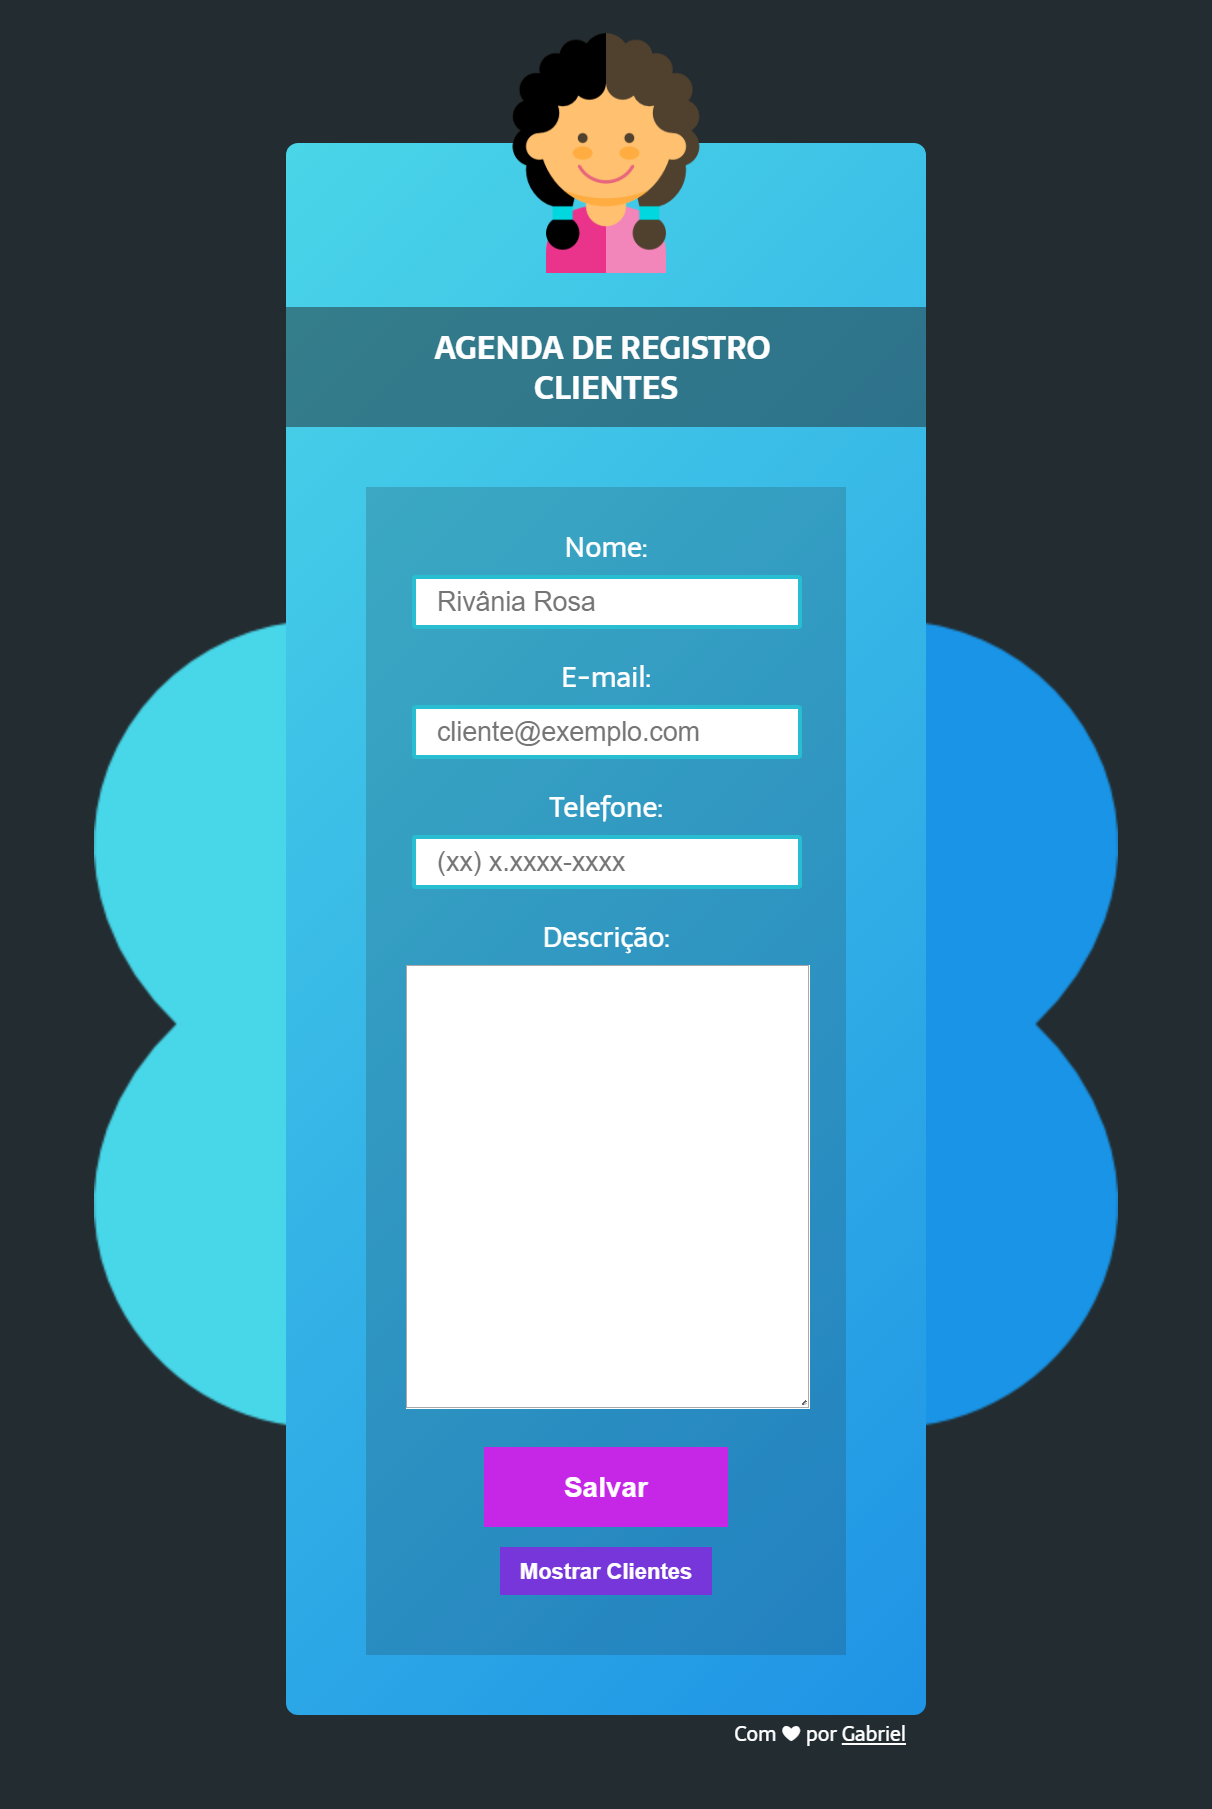 AGENDA DE REGISTRO
CLIENTES
Nome:
Rivânia Rosa
E-mail:
cliente@exemplo.com
Telefone:
(xx) x.xxxx-xxxx
Descrição:
Salvar
Mostrar Clientes
Com ♥ por Gabriel